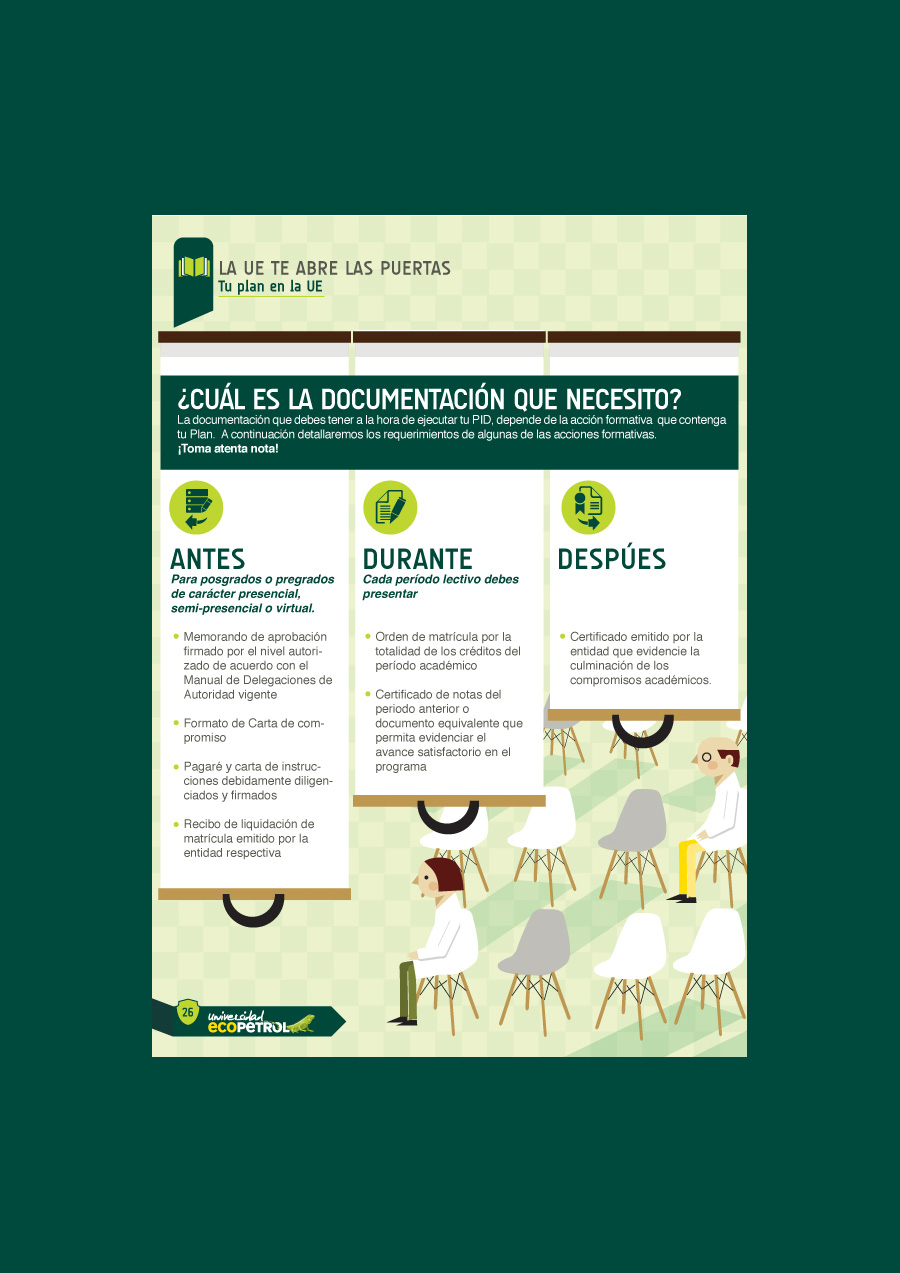 LA UE TE ABRE LAS PUERTAS
Tu plan en la UE
¿CUÁL ES LA DOCUMENTACIÓN QUE NECESITO?
La documentación que debes tener a la hora de ejecutar tu PID, depende de la acción formativa que contenga
tu Plan. A continuación detallaremos los requerimientos de algunas de las acciones formativas.
¡Toma atenta nota!
ANTES
Para posgrados o pregrados
de carácter presencial,
semi-presencial o virtual.
• Memorando de aprobación
firmado por el nivel autori-
zado de acuerdo con el
Manual de Delegaciones de
Autoridad vigente
• Formato de Carta de com-
promiso
• Pagaré y carta de instruc-
ciones debidamente diligen-
ciados y firmados
• Recibo de liquidación de
matrícula emitido por la
entidad respectiva
DURANTE
Cada período lectivo debes
presentar
• Orden de matrícula por la
totalidad de los créditos del
período académico
• Certificado de notas del
periodo anterior o
documento equivalente que
permita evidenciar el
avance satisfactorio en el
programa
DESPÚES
• Certificado emitido por la
entidad que evidencie la
culminación de los
compromisos académicos.
26
universidad
ecoPETROL